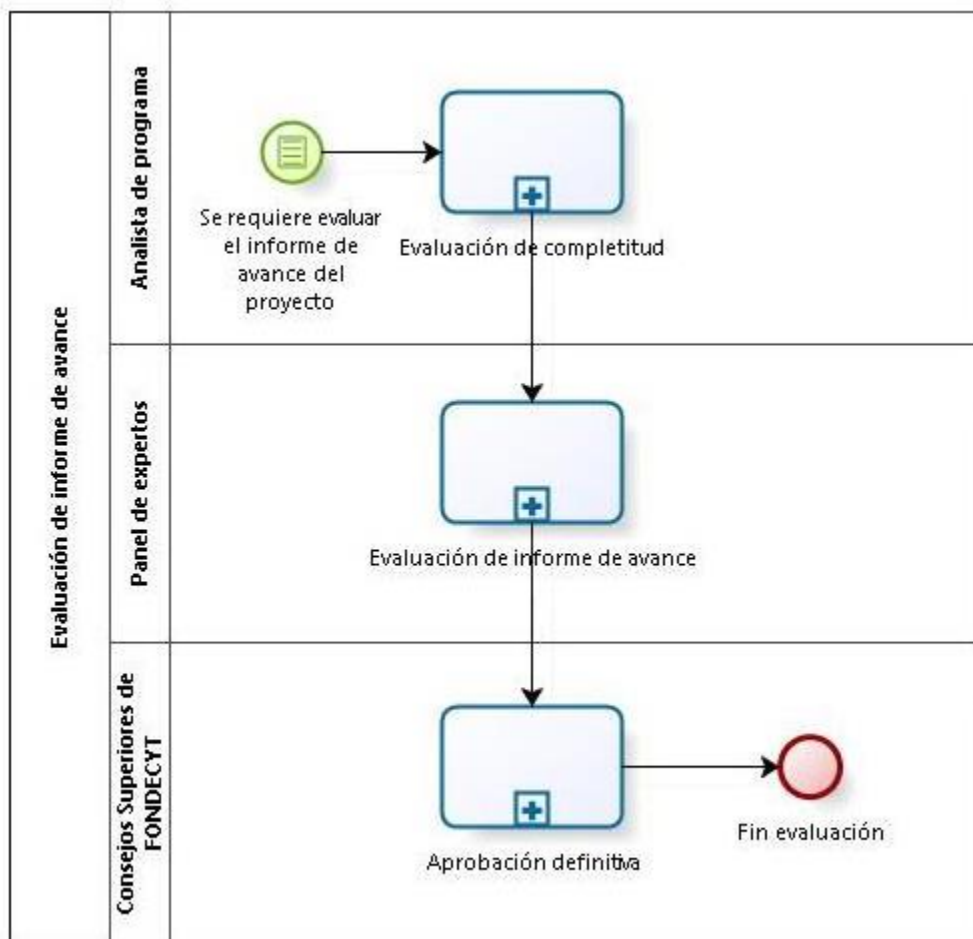 Evaluación de informe de avance
Analista de programa
Se requiere evaluar
el informe de
avance del
proyecto
Evaluación de completitud
Panel de expertos
Evaluación de informe de avance
Consejos Superiores de
FONDECYT
Aprobación definitiva
Fin evaluación